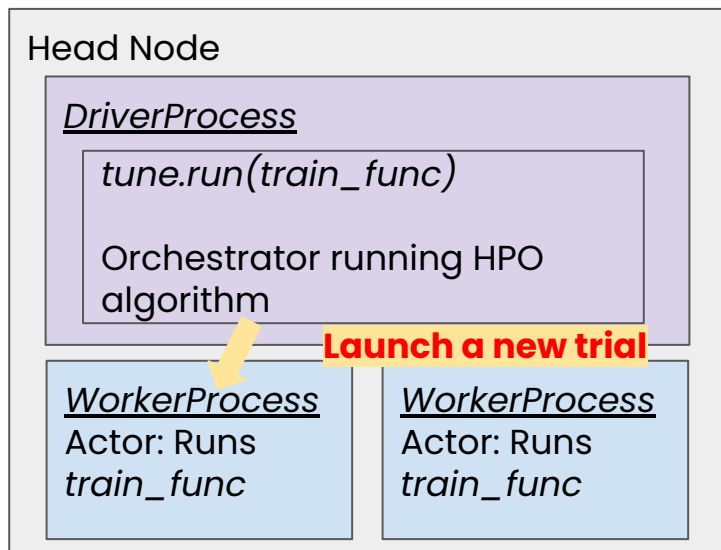 Head Node
DriverProcess
tune.run(train_func)
Orchestrator running HPO
algorithm
Launch a new trial
WorkerProcess
Actor: Runs
train_func
WorkerProcess
Actor: Runs
train_func